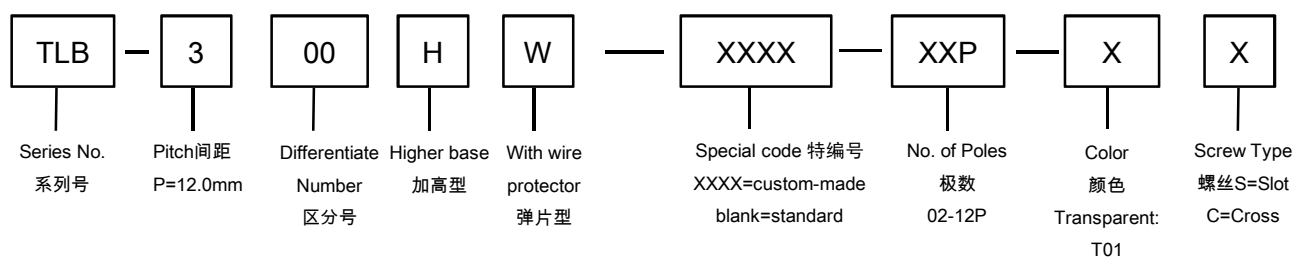 TLB — 3 00 H W — XXXX — XXP — X X
Series No.
系列号
Pitch间距
P=12.0mm
Differentiate
Number
区分号
Higher base
加高型
With wire
protector
弹片型
Special code 特编号
XXXX=custom-made
blank=standard
No. of Poles
极数
02-12P
Color
颜色
Transparent:
T01
Screw Type
螺丝S=Slot
C=Cross